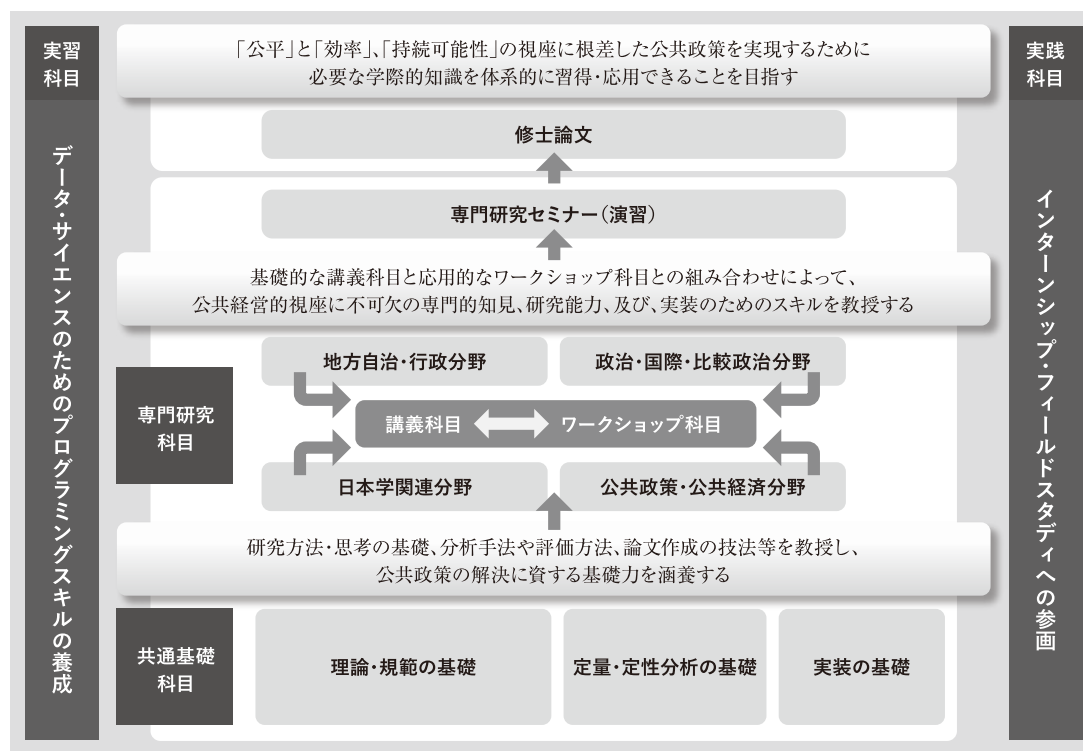 実習
科目
データ・サイエンスのためのプログラミングスキルの養成
「公平」と「効率」、「持続可能性」の視座に根差した公共政策を実現するために
必要な学際的知識を体系的に習得・応用できることを目指す
修士論文
専門研究セミナー（演習）
基礎的な講義科目と応用的なワークショップ科目との組み合わせによって、
公共経営的視座に不可欠の専門的知見、研究能力、及び、実装のためのスキルを教授する
専門研究
科目
地方自治・行政分野
政治・国際・比較政治分野
講義科目
ワークショップ科目
日本学関連分野
公共政策・公共経済分野
研究方法・思考の基礎、分析手法や評価方法、論文作成の技法等を教授し、
公共政策の解決に資する基礎力を涵養する
共通基礎
科目
理論・規範の基礎
定量・定性分析の基礎
実装の基礎
実践
科目
インターンシップ・フィールドスタディへの参画